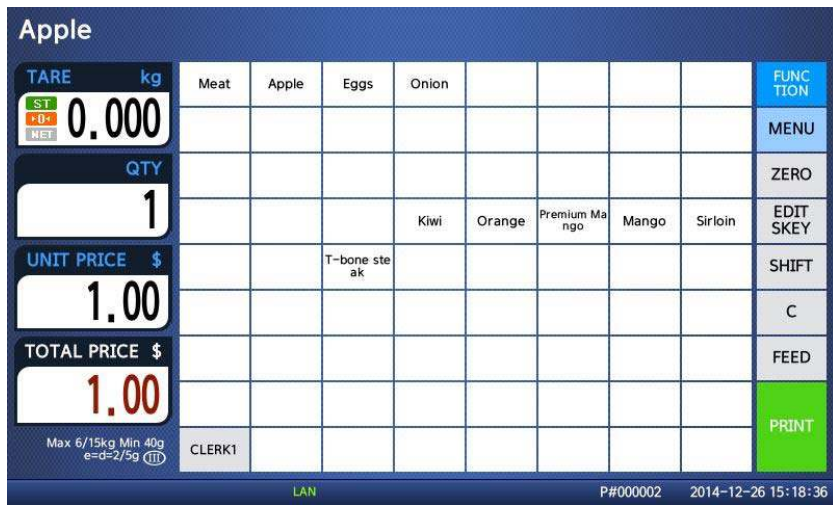 Apple
TARE kg
ST
0
NET
0.000
QTY
1
UNIT PRICE $
1.00
TOTAL PRICE $
1.00
Max 6/15kg Min 40g
e=d=2/5g III
Meat Apple Eggs Onion
Kiwi Orange Premium Ma
ngo Mango Sirloin
T-bone ste
ak
CLERK1
FUNC
TION
MENU
ZERO
EDIT
SKEY
SHIFT
C
FEED
PRINT
LAN P#000002 2014-12-26 15:18:36